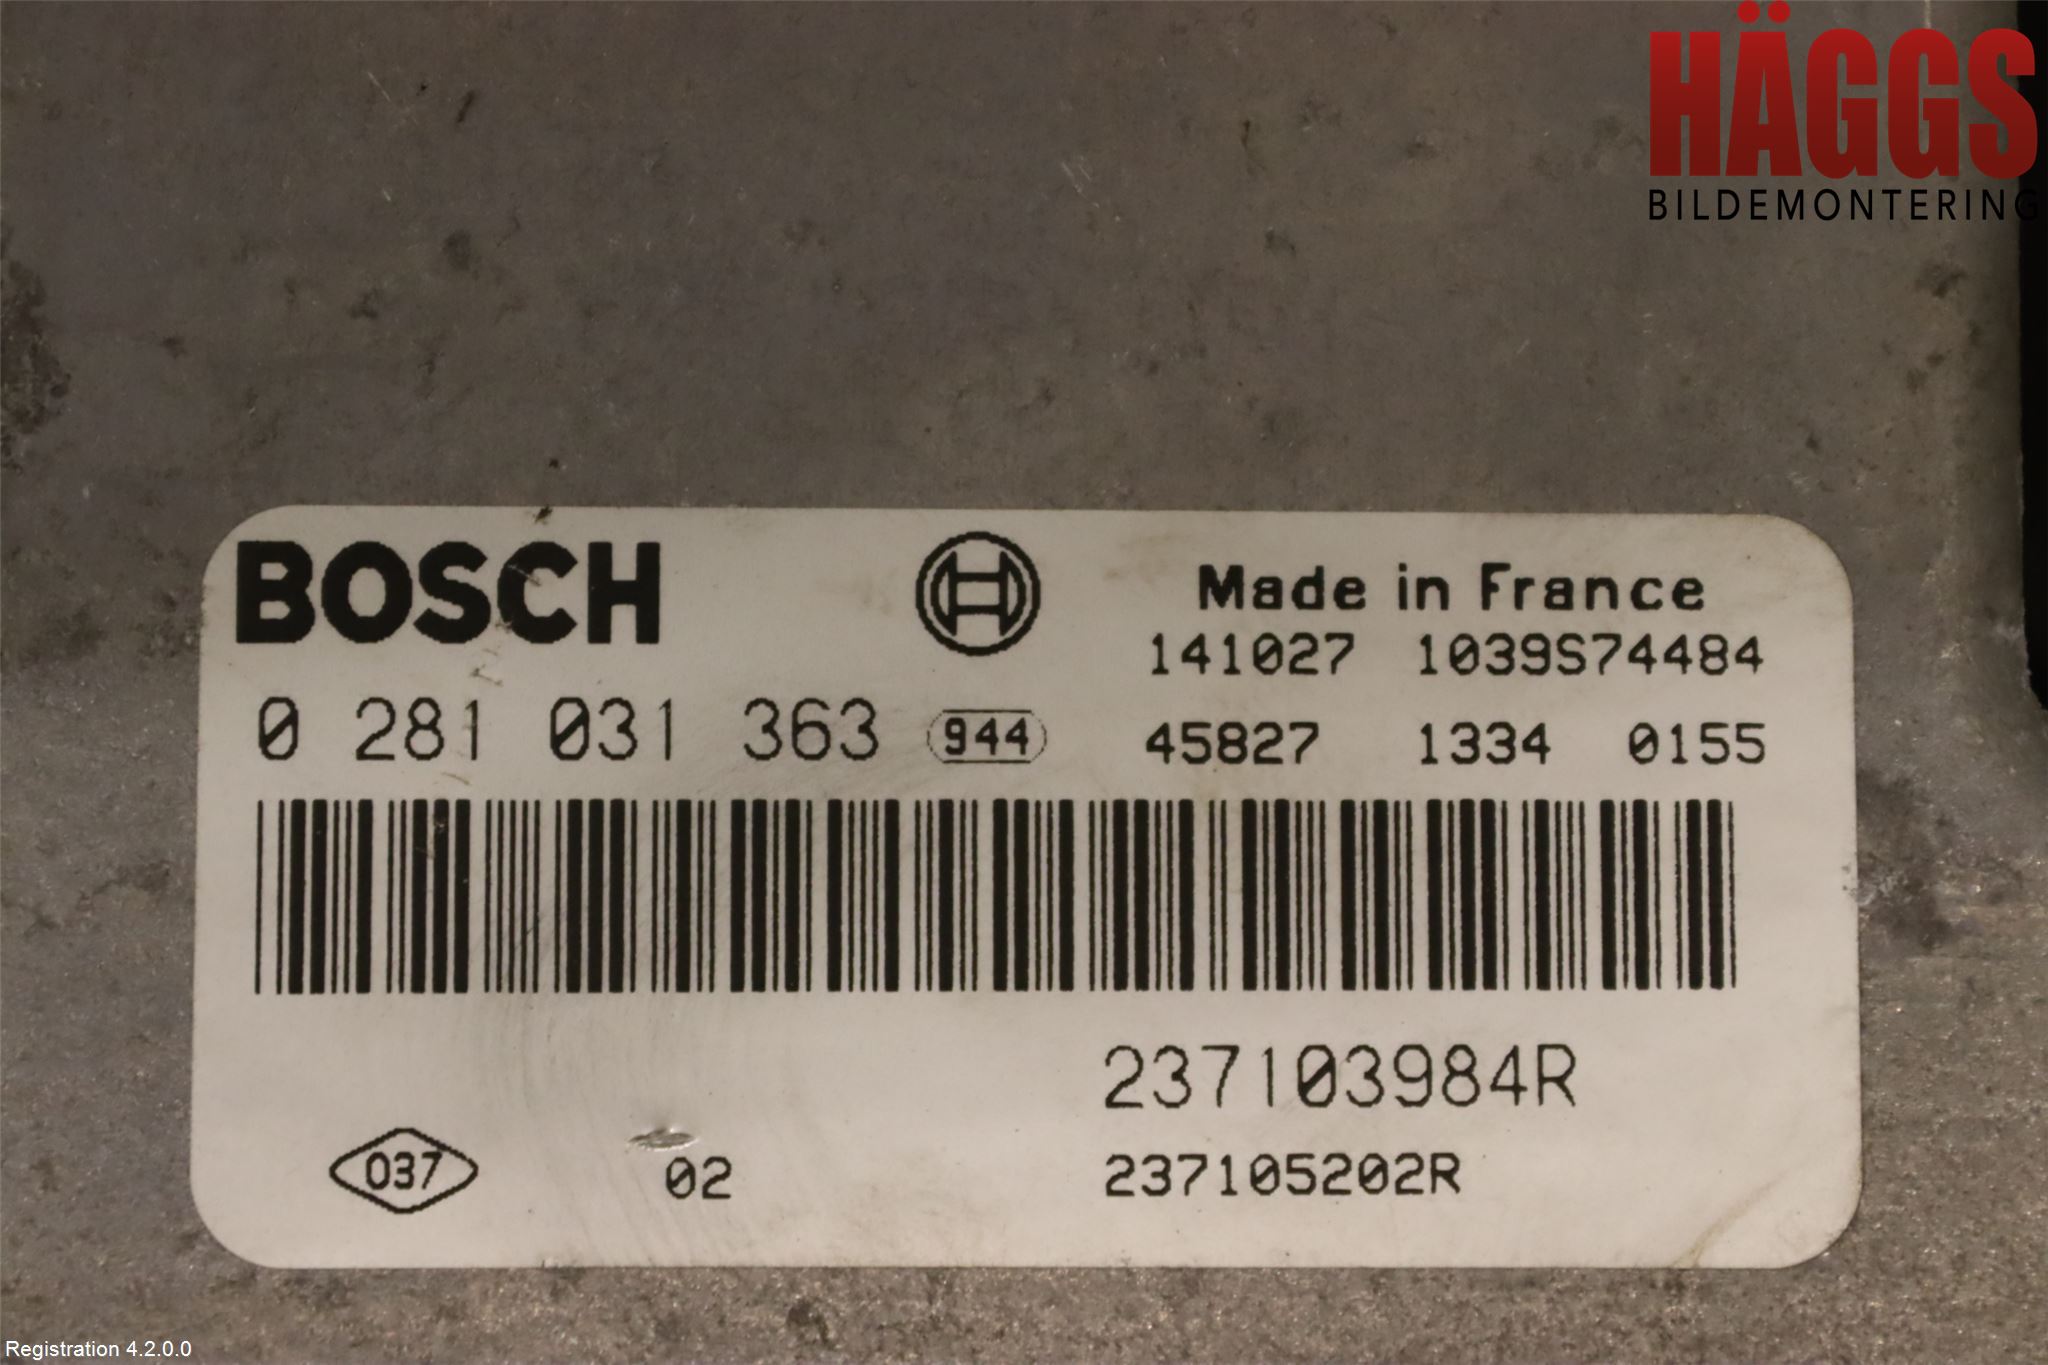 HÄGGS
BILDEMONTERING
BOSCH
Made in France
141027 1039S74484
0 281 031 363 944 45827 1334 0155
237103984R
037 02 237105202R
Registration 4.2.0.0